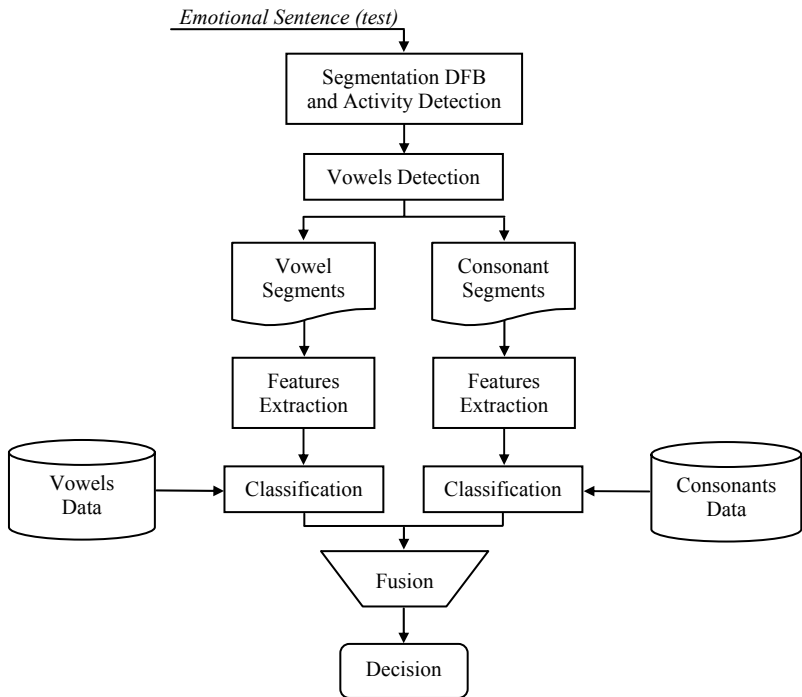 Emotional Sentence (test)
Segmentation DFB
and Activity Detection
Vowels Detection
Vowel
Segments
Consonant
Segments
Features
Extraction
Features
Extraction
Vowels
Data
Classification
Classification
Consonants
Data
Fusion
Decision